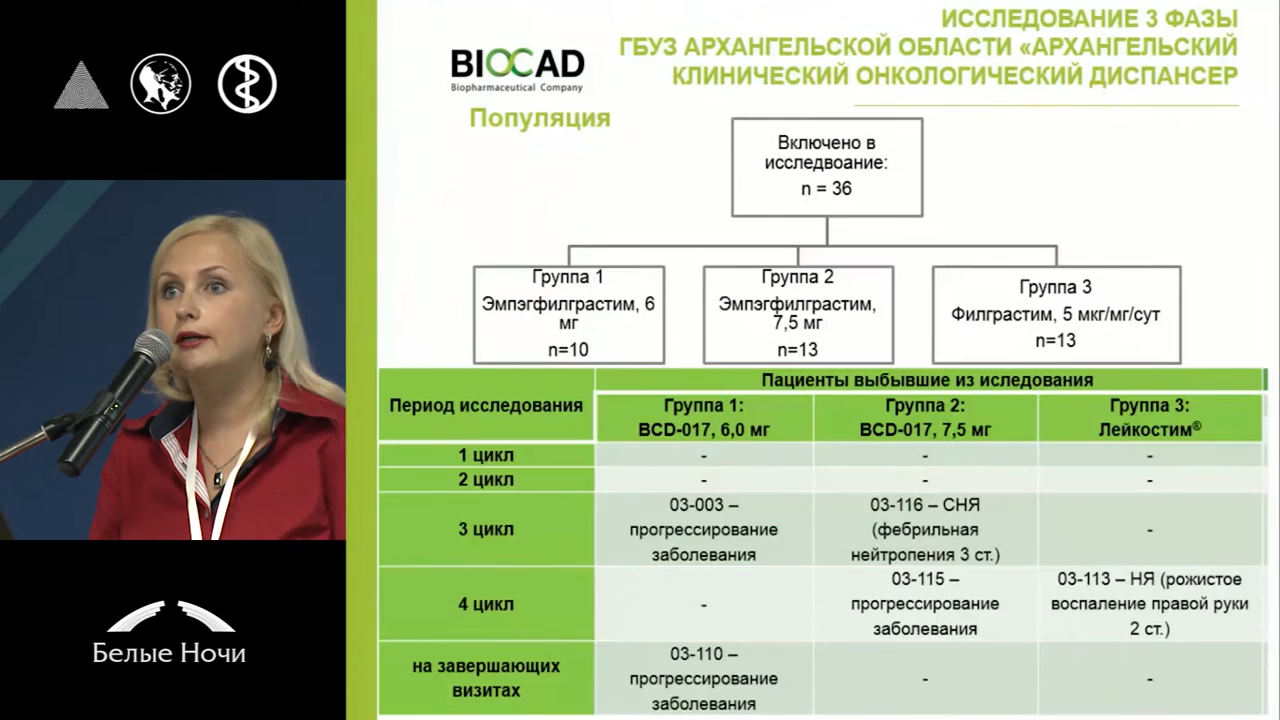 ИССЛЕДОВАНИЕ 3 ФАЗЫ
ГБУЗ АРХАНГЕЛЬСКОЙ ОБЛАСТИ «АРХАНГЕЛЬСКИЙ
КЛИНИЧЕСКИЙ ОНКОЛОГИЧЕСКИЙ ДИСПАНСЕР
BIOCAD
Biopharmaceutical Company
Популяция
Включено в
исследвоание:
n = 36
Группа 1
Эмпэгфилграстим, 6
мг
n=10
Группа 2
Эмпэгфилграстим,
7,5 мг
n=13
Группа 3
Филграстим, 5 мкг/мг/сут
n=13
Период исследования
Пациенты выбывшие из иследования
Группа 1:
BCD-017, 6,0 мг
Группа 2:
BCD-017, 7,5 мг
Группа 3:
Лейкостим®
1 цикл
-
-
-
2 цикл
-
-
-
3 цикл
03-003 –
прогрессирование
заболевания
03-116 – СНЯ
(фебрильная
нейтропения 3 ст.)
-
4 цикл
-
03-115 –
прогрессирование
заболевания
03-113 – НЯ (рожистое
воспаление правой руки
2 ст.)
на завершающих
визитах
03-110 –
прогрессирование
заболевания
-
-
Белые Ночи